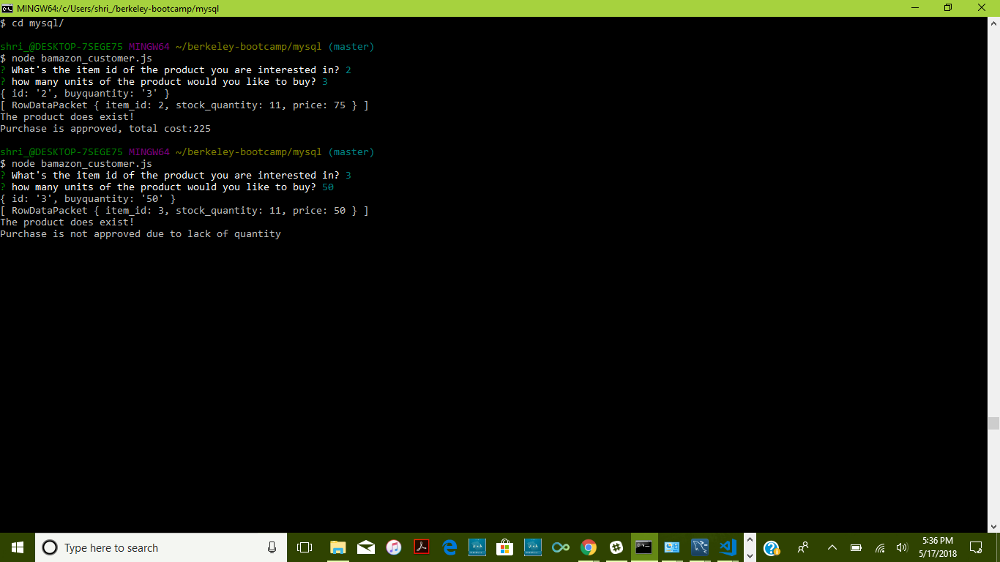 MINGW64:/c/Users/shri_/berkeley-bootcamp/mysql
$ cd mysql/
shri_@DESKTOP-7SEGE75 MINGW64 ~/berkeley-bootcamp/mysql (master)
$ node bamazon_customer.js
? What's the item id of the product you are interested in? 2
? how many units of the product would you like to buy? 3
{ id: '2', buyquantity: '3' }
[ RowDataPacket { item_id: 2, stock_quantity: 11, price: 75 } ]
The product does exist!
Purchase is approved, total cost:225
shri_@DESKTOP-7SEGE75 MINGW64 ~/berkeley-bootcamp/mysql (master)
$ node bamazon_customer.js
? What's the item id of the product you are interested in? 3
? how many units of the product would you like to buy? 50
{ id: '3', buyquantity: '50' }
[ RowDataPacket { item_id: 3, stock_quantity: 11, price: 50 } ]
The product does exist!
Purchase is not approved due to lack of quantity
Type here to search
5:36 PM
5/17/2018